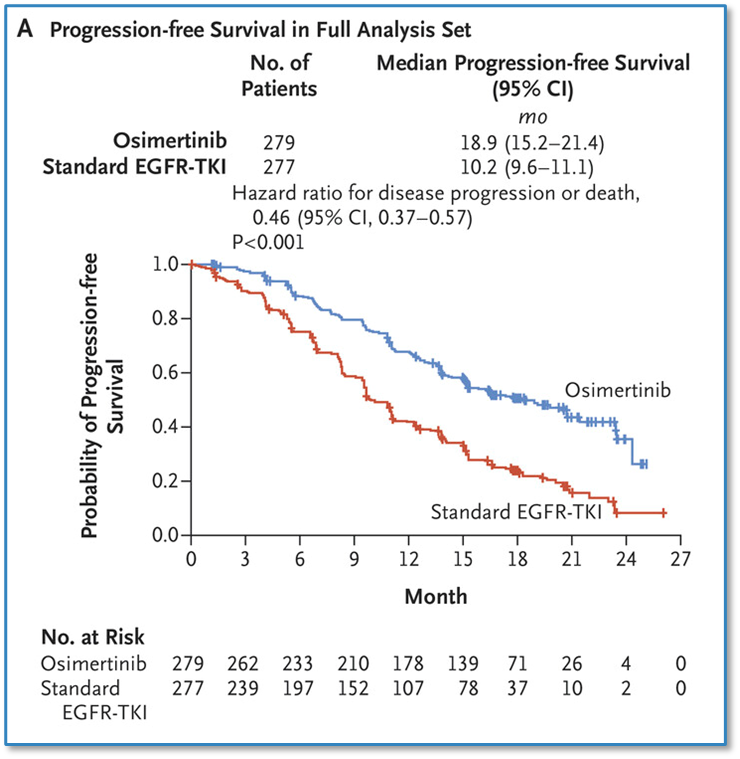 A Progression-free Survival in Full Analysis Set
No. of Patients Median Progression-free Survival (95% CI)
mo
Osimertinib 279 18.9 (15.2–21.4)
Standard EGFR-TKI 277 10.2 (9.6–11.1)
Hazard ratio for disease progression or death,
0.46 (95% CI, 0.37–0.57)
P<0.001
Probability of Progression-free
Survival
1.0
0.8
0.6
0.4
0.2
0.0
Osimertinib
Standard EGFR-TKI
0 3 6 9 12 15 18 21 24 27
Month
No. at Risk
Osimertinib 279 262 233 210 178 139 71 26 4 0
Standard 277 239 197 152 107 78 37 10 2 0
EGFR-TKI